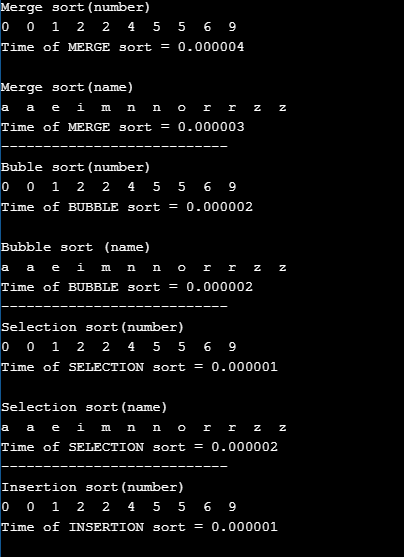 Merge sort(number)
0 0 1 2 2 4 5 5 6 9
Time of MERGE sort = 0.000004
Merge sort(name)
a a e i m n n o r r z z
Time of MERGE sort = 0.000003
---------------------------
Buble sort(number)
0 0 1 2 2 4 5 5 6 9
Time of BUBBLE sort = 0.000002
Bubble sort (name)
a a e i m n n o r r z z
Time of BUBBLE sort = 0.000002
---------------------------
Selection sort(number)
0 0 1 2 2 4 5 5 6 9
Time of SELECTION sort = 0.000001
Selection sort(name)
a a e i m n n o r r z z
Time of SELECTION sort = 0.000002
---------------------------
Insertion sort(number)
0 0 1 2 2 4 5 5 6 9
Time of INSERTION sort = 0.000001